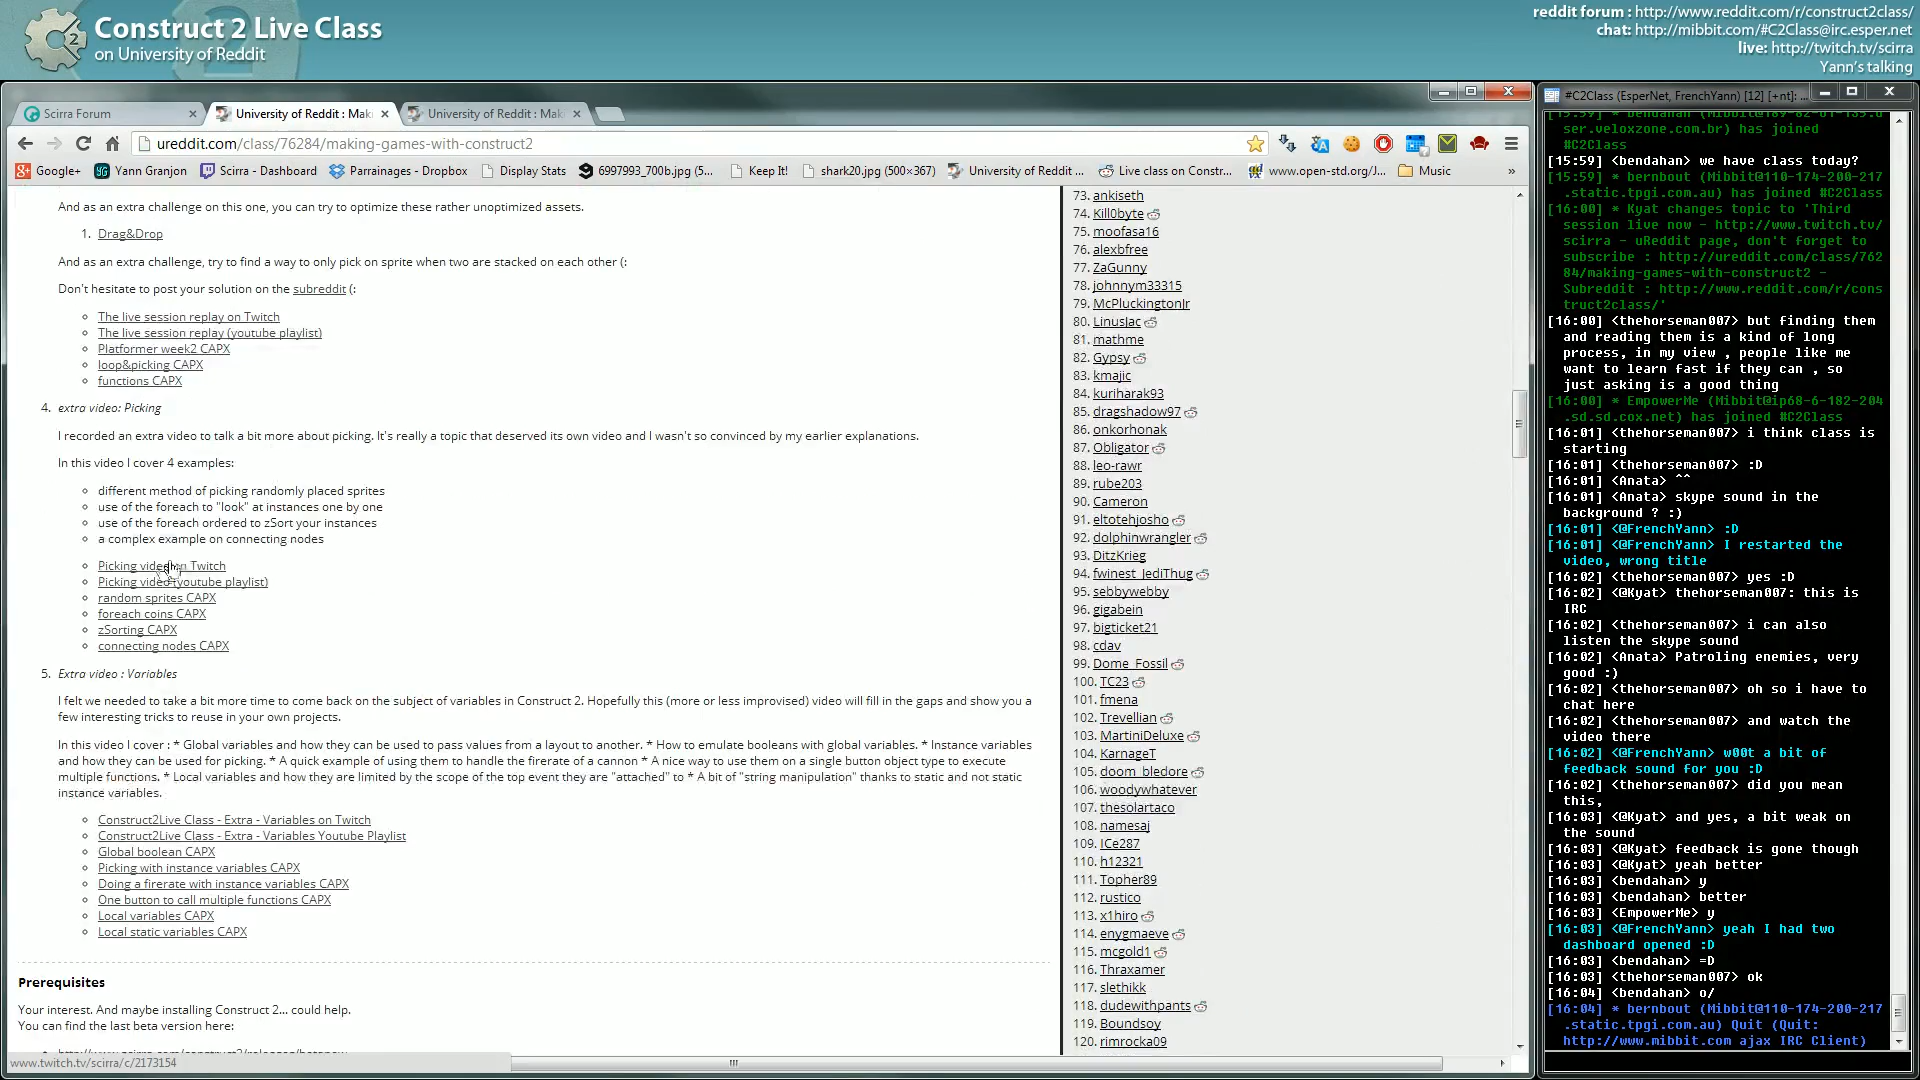 Construct 2 Live Class
on University of Reddit
reddit forum : http://www.reddit.com/r/construct2class/
chat: http://mibbit.com/#C2Class@irc.esper.net
live: http://twitch.tv/scirra
Yann's talking
Scirra Forum
University of Reddit : Mak
University of Reddit : Mak
ureddit.com/class/76284/making-games-with-construct2
Google+
Yann Granjon
Scirra - Dashboard
Parrainages - Dropbox
Display Stats
6997993_700b.jpg (5...
Keep It!
shark20.jpg (500×367)
University of Reddit ...
Live class on Constr...
www.open-std.org/J...
Music
»
And as an extra challenge on this one, you can try to optimize these rather unoptimized assets.
1. Drag&Drop
And as an extra challenge, try to find a way to only pick on sprite when two are stacked on each other (:
Don't hesitate to post your solution on the subreddit (:
The live session replay on Twitch
The live session replay (youtube playlist)
Platformer week2 CAPX
loop&picking CAPX
functions CAPX
4. extra video: Picking
I recorded an extra video to talk a bit more about picking. It's really a topic that deserved its own video and I wasn't so convinced by my earlier explanations.
In this video I cover 4 examples:
different method of picking randomly placed sprites
use of the foreach to "look" at instances one by one
use of the foreach ordered to zSort your instances
a complex example on connecting nodes
Picking video on Twitch
Picking video (youtube playlist)
random sprites CAPX
foreach coins CAPX
zSorting CAPX
connecting nodes CAPX
5. Extra video : Variables
I felt we needed to take a bit more time to come back on the subject of variables in Construct 2. Hopefully this (more or less improvised) video will fill in the gaps and show you a
few interesting tricks to reuse in your own projects.
In this video I cover : * Global variables and how they can be used to pass values from a layout to another. * How to emulate booleans with global variables. * Instance variables
and how they can be used for picking. * A quick example of using them to handle the firerate of a cannon * A nice way to use them on a single button object type to execute
multiple functions. * Local variables and how they are limited by the scope of the top event they are "attached" to * A bit of "string manipulation" thanks to static and not static
instance variables.
Construct2Live Class - Extra - Variables on Twitch
Construct2Live Class - Extra - Variables Youtube Playlist
Global boolean CAPX
Picking with instance variables CAPX
Doing a firerate with instance variables CAPX
One button to call multiple functions CAPX
Local variables CAPX
Local static variables CAPX
Prerequisites
Your interest. And maybe installing Construct 2... could help.
You can find the last beta version here:
www.twitch.tv/scirra/c/2173154
73. ankiseth
74. Kill0byte
75. moofasa16
76. alexbfree
77. ZaGunny
78. johnnym33315
79. McPluckingtonJr
80. LinusJac
81. mathme
82. Gypsy
83. kmajic
84. kuriharak93
85. dragshadow97
86. onkorhonak
87. Obligator
88. leo-rawr
89. rube203
90. Cameron
91. eltotehjosho
92. dolphinwrangler
93. DitzKrieg
94. fwinest_JediThug
95. sebbywebby
96. gigabein
97. bigticket21
98. cdav
99. Dome_Fossil
100. TC23
101. fmena
102. Trevellian
103. MartiniDeluxe
104. KarnageT
105. doom_bledore
106. woodywhatever
107. thesolartaco
108. namesaj
109. ICe287
110. h12321
111. Topher89
112. rustico
113. x1hiro
114. enygmaeve
115. mcgold1
116. Thraxamer
117. slethikk
118. dudewithpants
119. Boundsoy
120. rimrocka09
#C2Class (EsperNet, FrenchYann) [12] [+nt]: ...
ser.veloxzone.com.br) has joined
#C2Class
[15:59] <bendahan> we have class today?
[15:59] * bernbout (Mibbit@110-174-200-217
.static.tpgi.com.au) has joined #C2Class
[16:00] * Kyat changes topic to 'Third
session live now - http://www.twitch.tv/
scirra - uReddit page, don't forget to
subscribe : http://ureddit.com/class/762
84/making-games-with-construct2 -
Subreddit : http://www.reddit.com/r/cons
truct2class/'
[16:00] <thehorseman007> but finding them
and reading them is a kind of long
process, in my view , people like me
want to learn fast if they can , so
just asking is a good thing
[16:00] * EmpowerMe (Mibbit@ip68-6-182-204
.sd.sd.cox.net) has joined #C2Class
[16:01] <thehorseman007> i think class is
starting
[16:01] <thehorseman007> :D
[16:01] <Anata> ^^
[16:01] <Anata> skype sound in the
background ? :)
[16:01] <@FrenchYann> :D
[16:01] <@FrenchYann> I restarted the
video, wrong title
[16:02] <thehorseman007> yes :D
[16:02] <@Kyat> thehorseman007: this is
IRC
[16:02] <thehorseman007> i can also
listen the skype sound
[16:02] <Anata> Patroling enemies, very
good :)
[16:02] <thehorseman007> oh so i have to
chat here
[16:02] <thehorseman007> and watch the
video there
[16:02] <@FrenchYann> w00t a bit of
feedback sound for you :D
[16:02] <thehorseman007> did you mean
this,
[16:03] <@Kyat> and yes, a bit weak on
the sound
[16:03] <@Kyat> feedback is gone though
[16:03] <@Kyat> yeah better
[16:03] <bendahan> y
[16:03] <bendahan> better
[16:03] <EmpowerMe> y
[16:03] <@FrenchYann> yeah I had two
dashboard opened :D
[16:03] <bendahan> =D
[16:03] <thehorseman007> ok
[16:04] <bendahan> o/
[16:04] * bernbout (Mibbit@110-174-200-217
.static.tpgi.com.au) Quit (Quit:
http://www.mibbit.com ajax IRC Client)